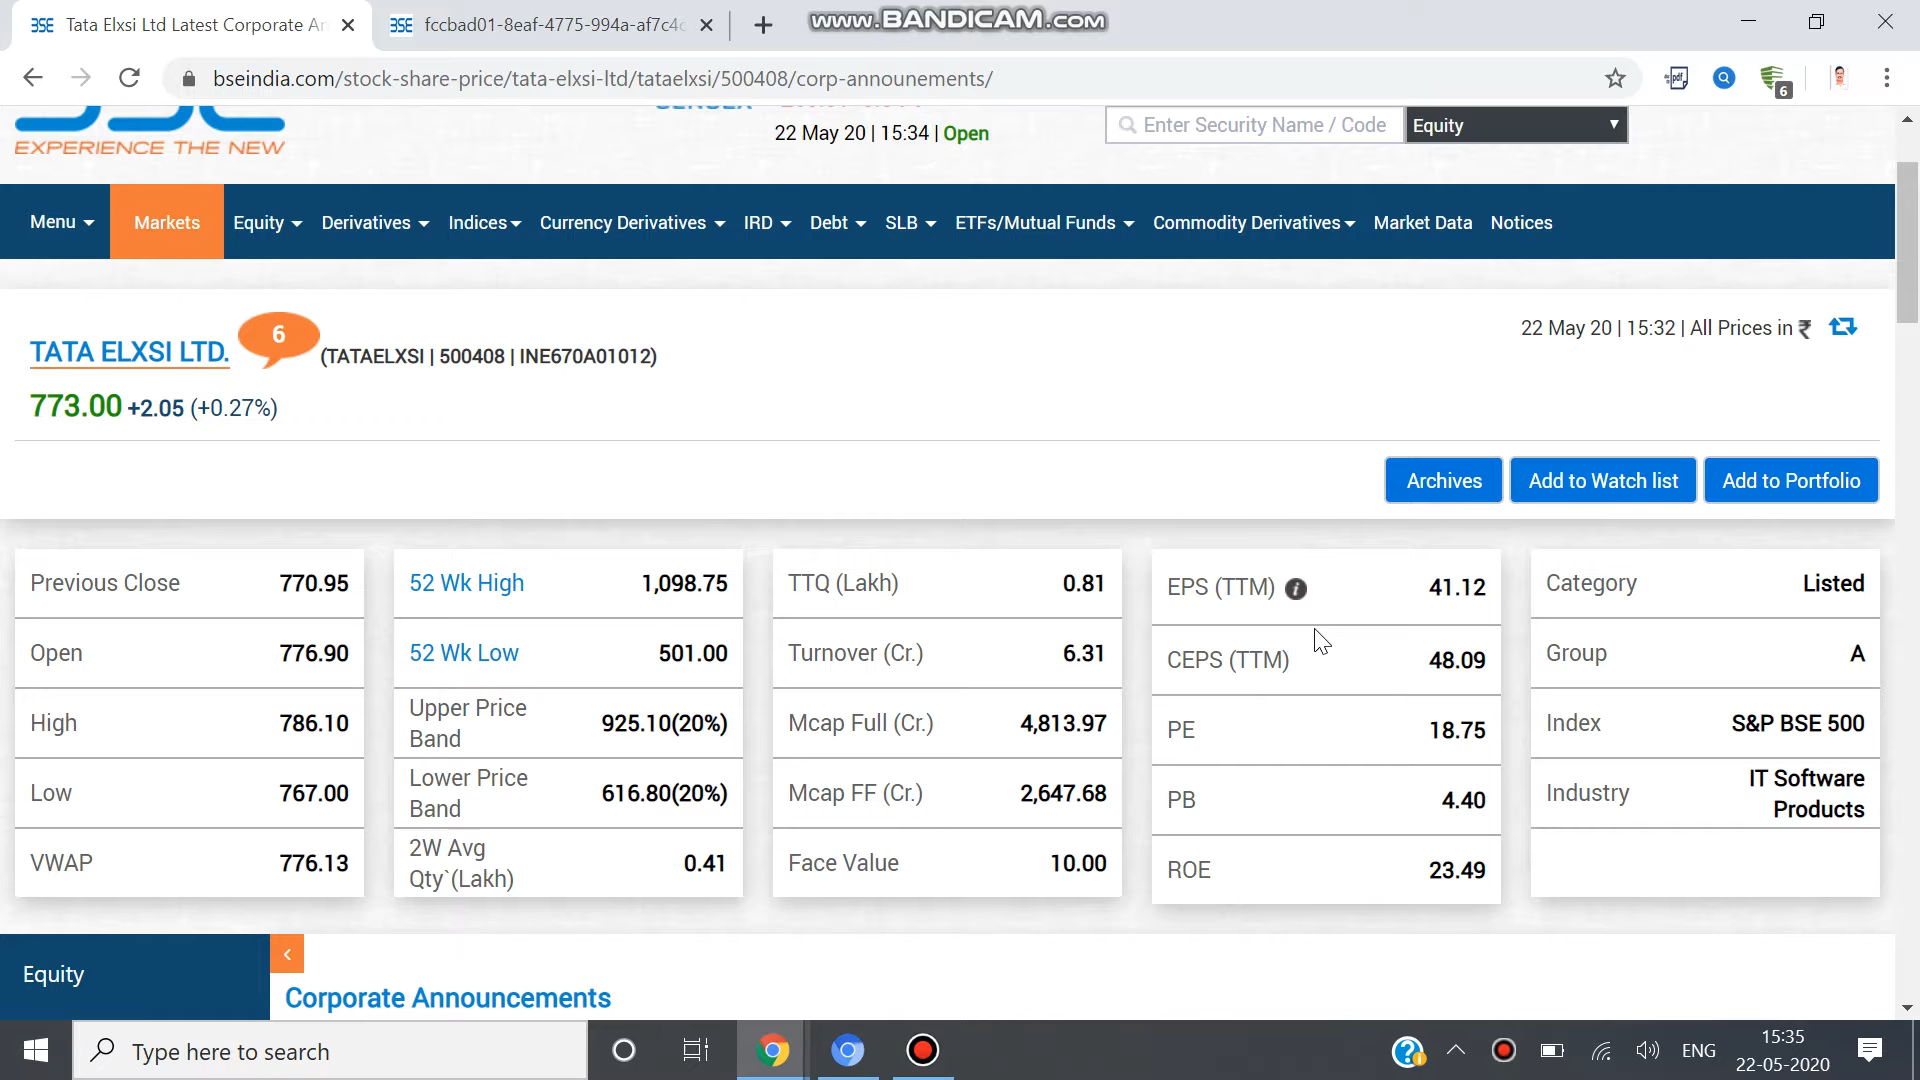 Tata Elxsi Ltd Latest Corporate An
fccbad01-8eaf-4775-994a-af7c4c
www.BANDICAM.com
bseindia.com/stock-share-price/tata-elxsi-ltd/tataelxsi/500408/corp-announements/
6
EXPERIENCE THE NEW
SENSEX
22 May 20 | 15:34 | Open
Enter Security Name / Code
Equity
Menu
Markets
Equity
Derivatives
Indices
Currency Derivatives
IRD
Debt
SLB
ETFs/Mutual Funds
Commodity Derivatives
Market Data
Notices
TATA ELXSI LTD.
6
(TATAELXSI | 500408 | INE670A01012)
22 May 20 | 15:32 | All Prices in ₹
773.00 +2.05 (+0.27%)
Archives
Add to Watch list
Add to Portfolio
Previous Close 770.95
Open 776.90
High 786.10
Low 767.00
VWAP 776.13
52 Wk High 1,098.75
52 Wk Low 501.00
Upper Price
Band 925.10(20%)
Lower Price
Band 616.80(20%)
2W Avg
Qty`(Lakh) 0.41
TTQ (Lakh) 0.81
Turnover (Cr.) 6.31
Mcap Full (Cr.) 4,813.97
Mcap FF (Cr.) 2,647.68
Face Value 10.00
EPS (TTM) i 41.12
CEPS (TTM) 48.09
PE 18.75
PB 4.40
ROE 23.49
Category Listed
Group A
Index S&P BSE 500
Industry IT Software
Products
Equity
Corporate Announcements
Type here to search
ENG
15:35
22-05-2020